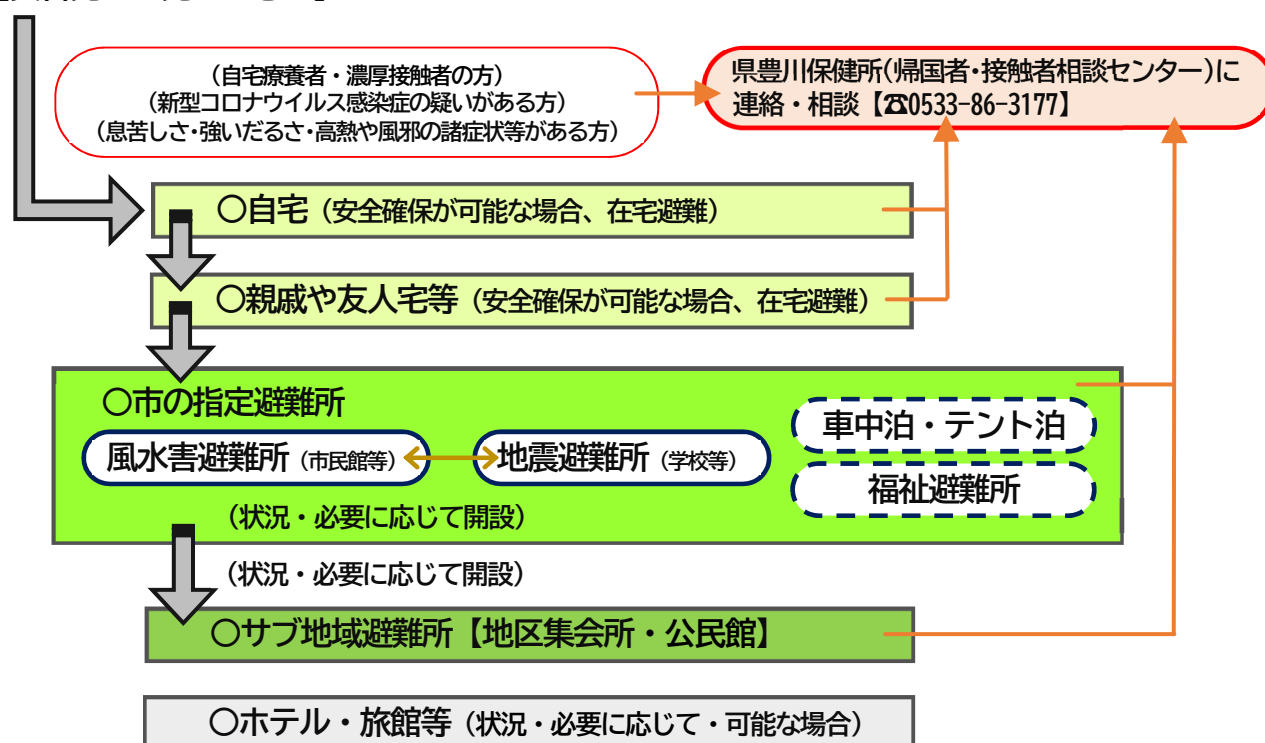 (自宅療養者・濃厚接触者の方)
(新型コロナウイルス感染症の疑いがある方)
(息苦しさ・強いだるさ・高熱や風邪の諸症状等がある方)
県豊川保健所(帰国者・接触者相談センター)に
連絡・相談【☎0533-86-3177】
○自宅（安全確保が可能な場合、在宅避難）
○親戚や友人宅等（安全確保が可能な場合、在宅避難）
○市の指定避難所
風水害避難所（市民館等）
地震避難所（学校等）
車中泊・テント泊
福祉避難所
（状況・必要に応じて開設）
（状況・必要に応じて開設）
○サブ地域避難所【地区集会所・公民館】
○ホテル・旅館等（状況・必要に応じて・可能な場合）